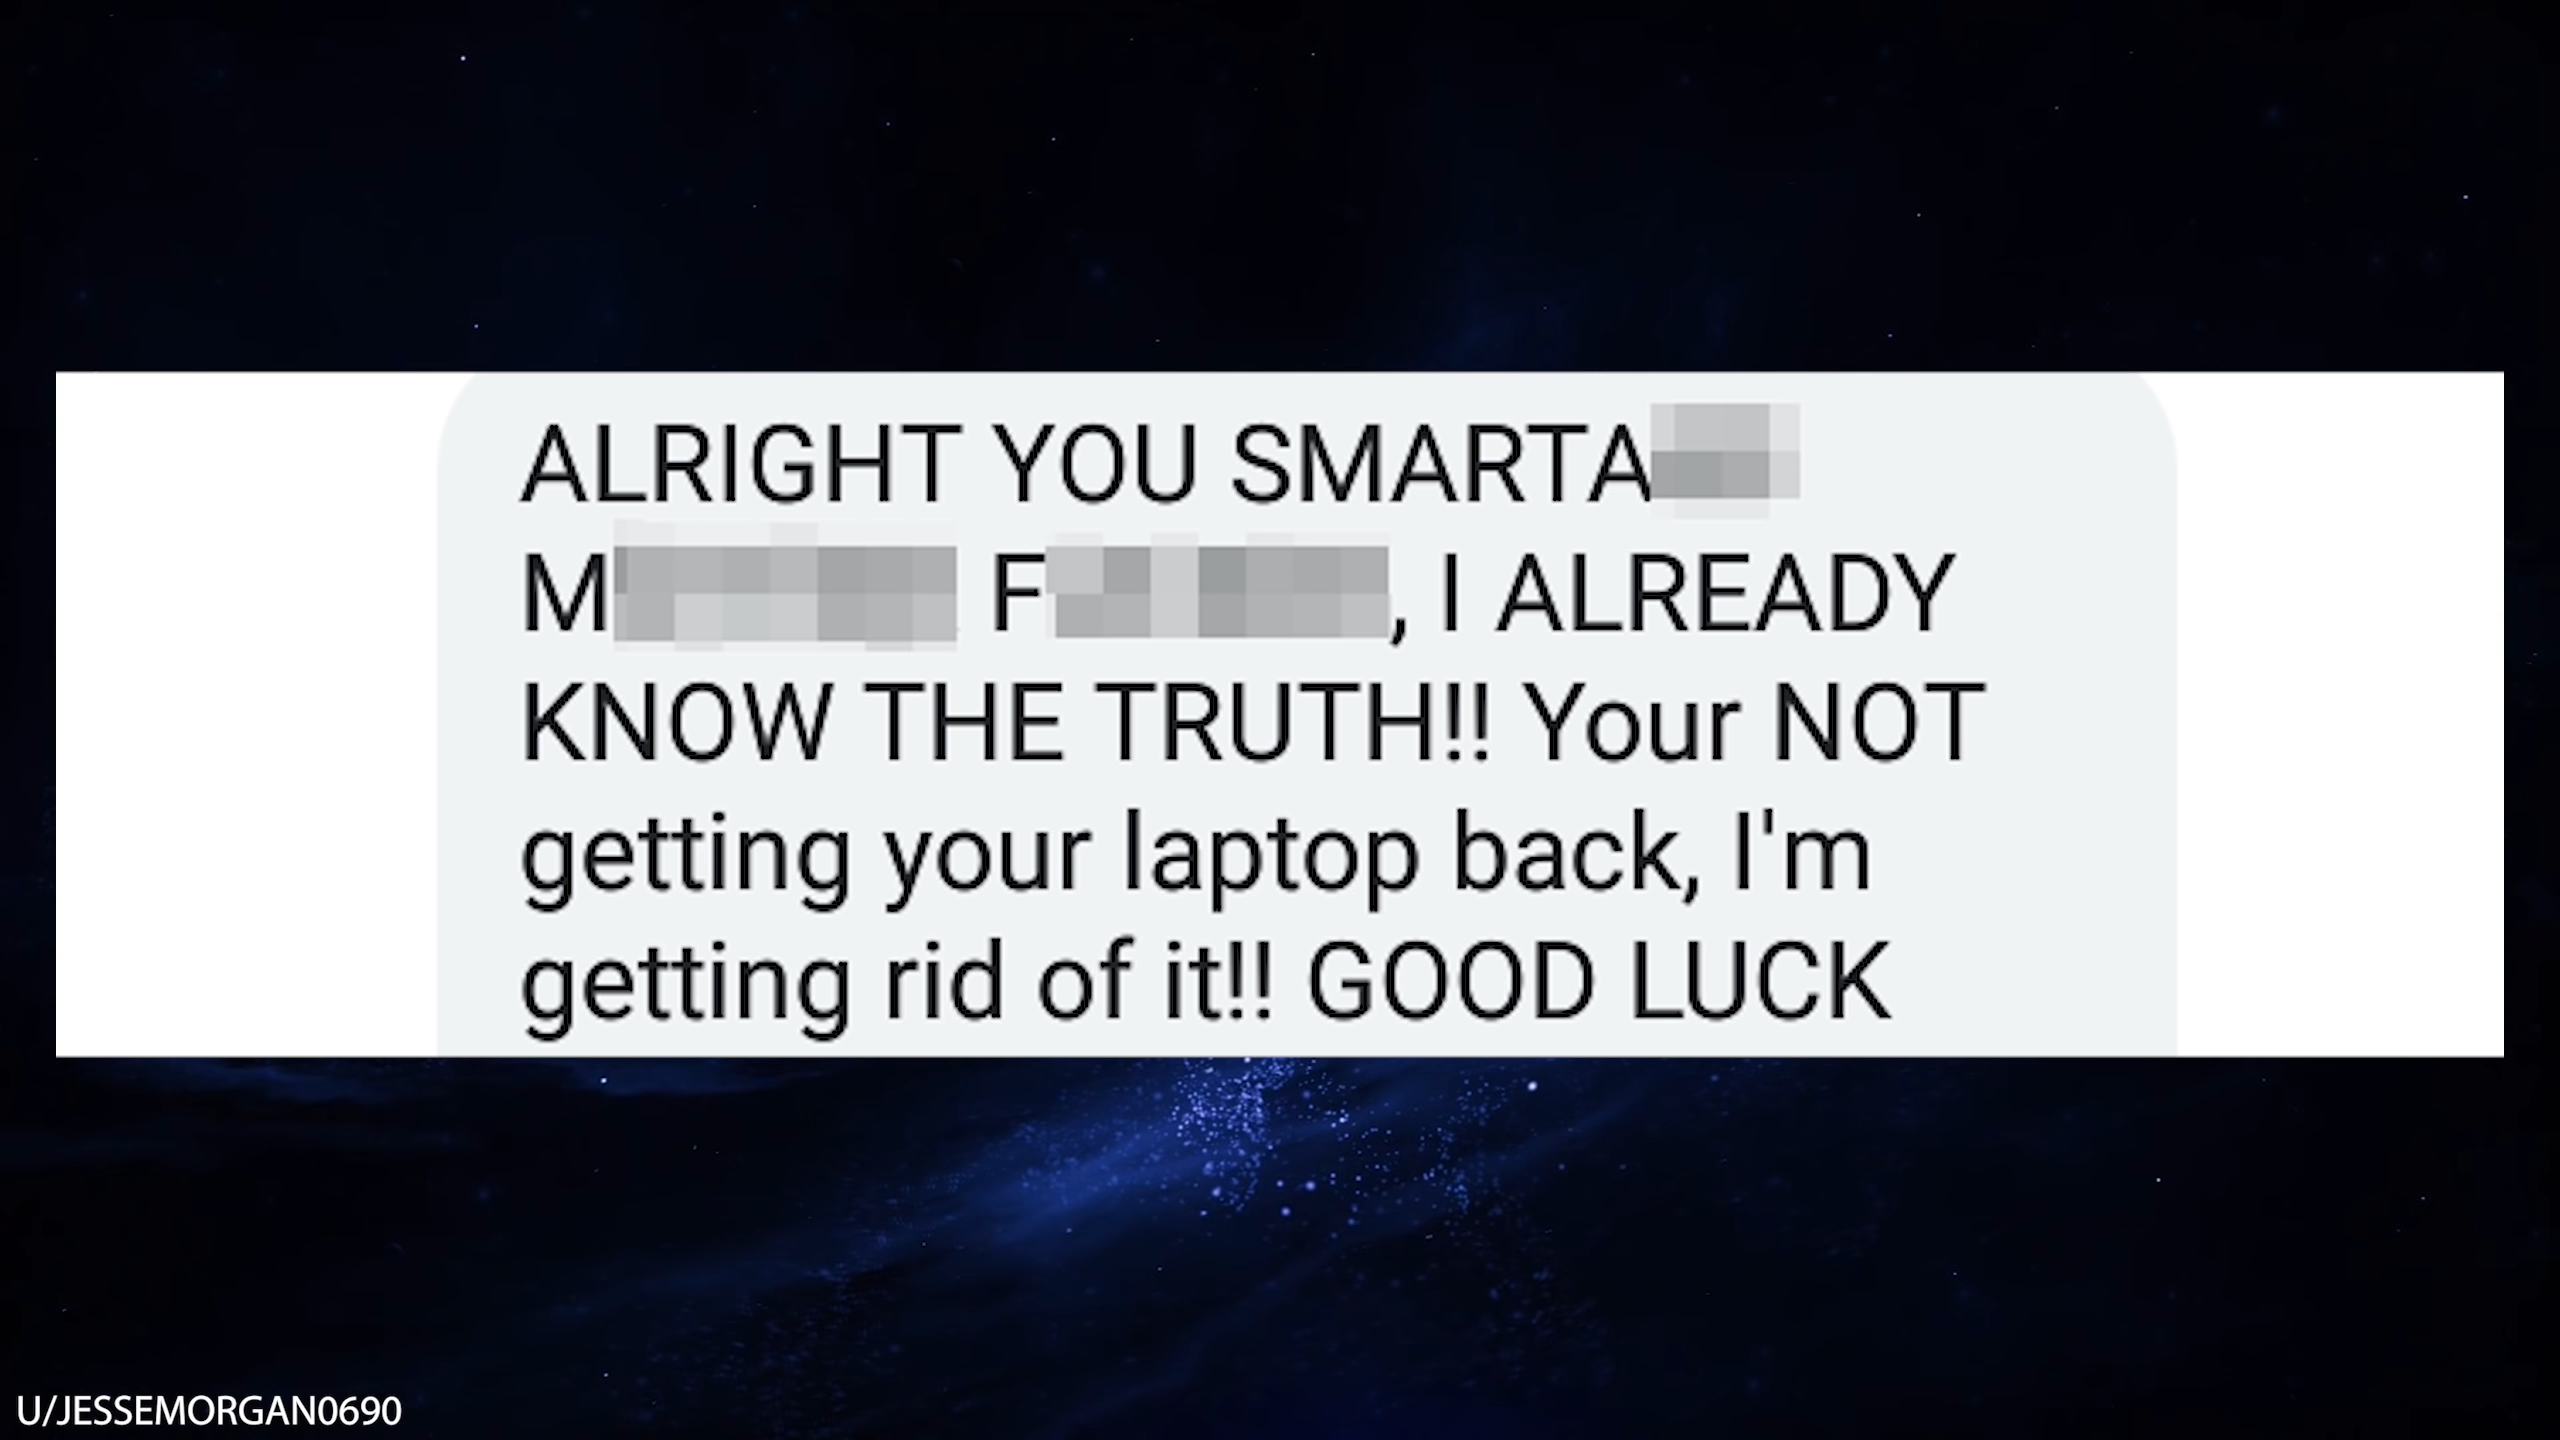 ALRIGHT YOU SMARTA
M F , I ALREADY
KNOW THE TRUTH!! Your NOT
getting your laptop back, I'm
getting rid of it!! GOOD LUCK
U/JESSEMORGAN0690